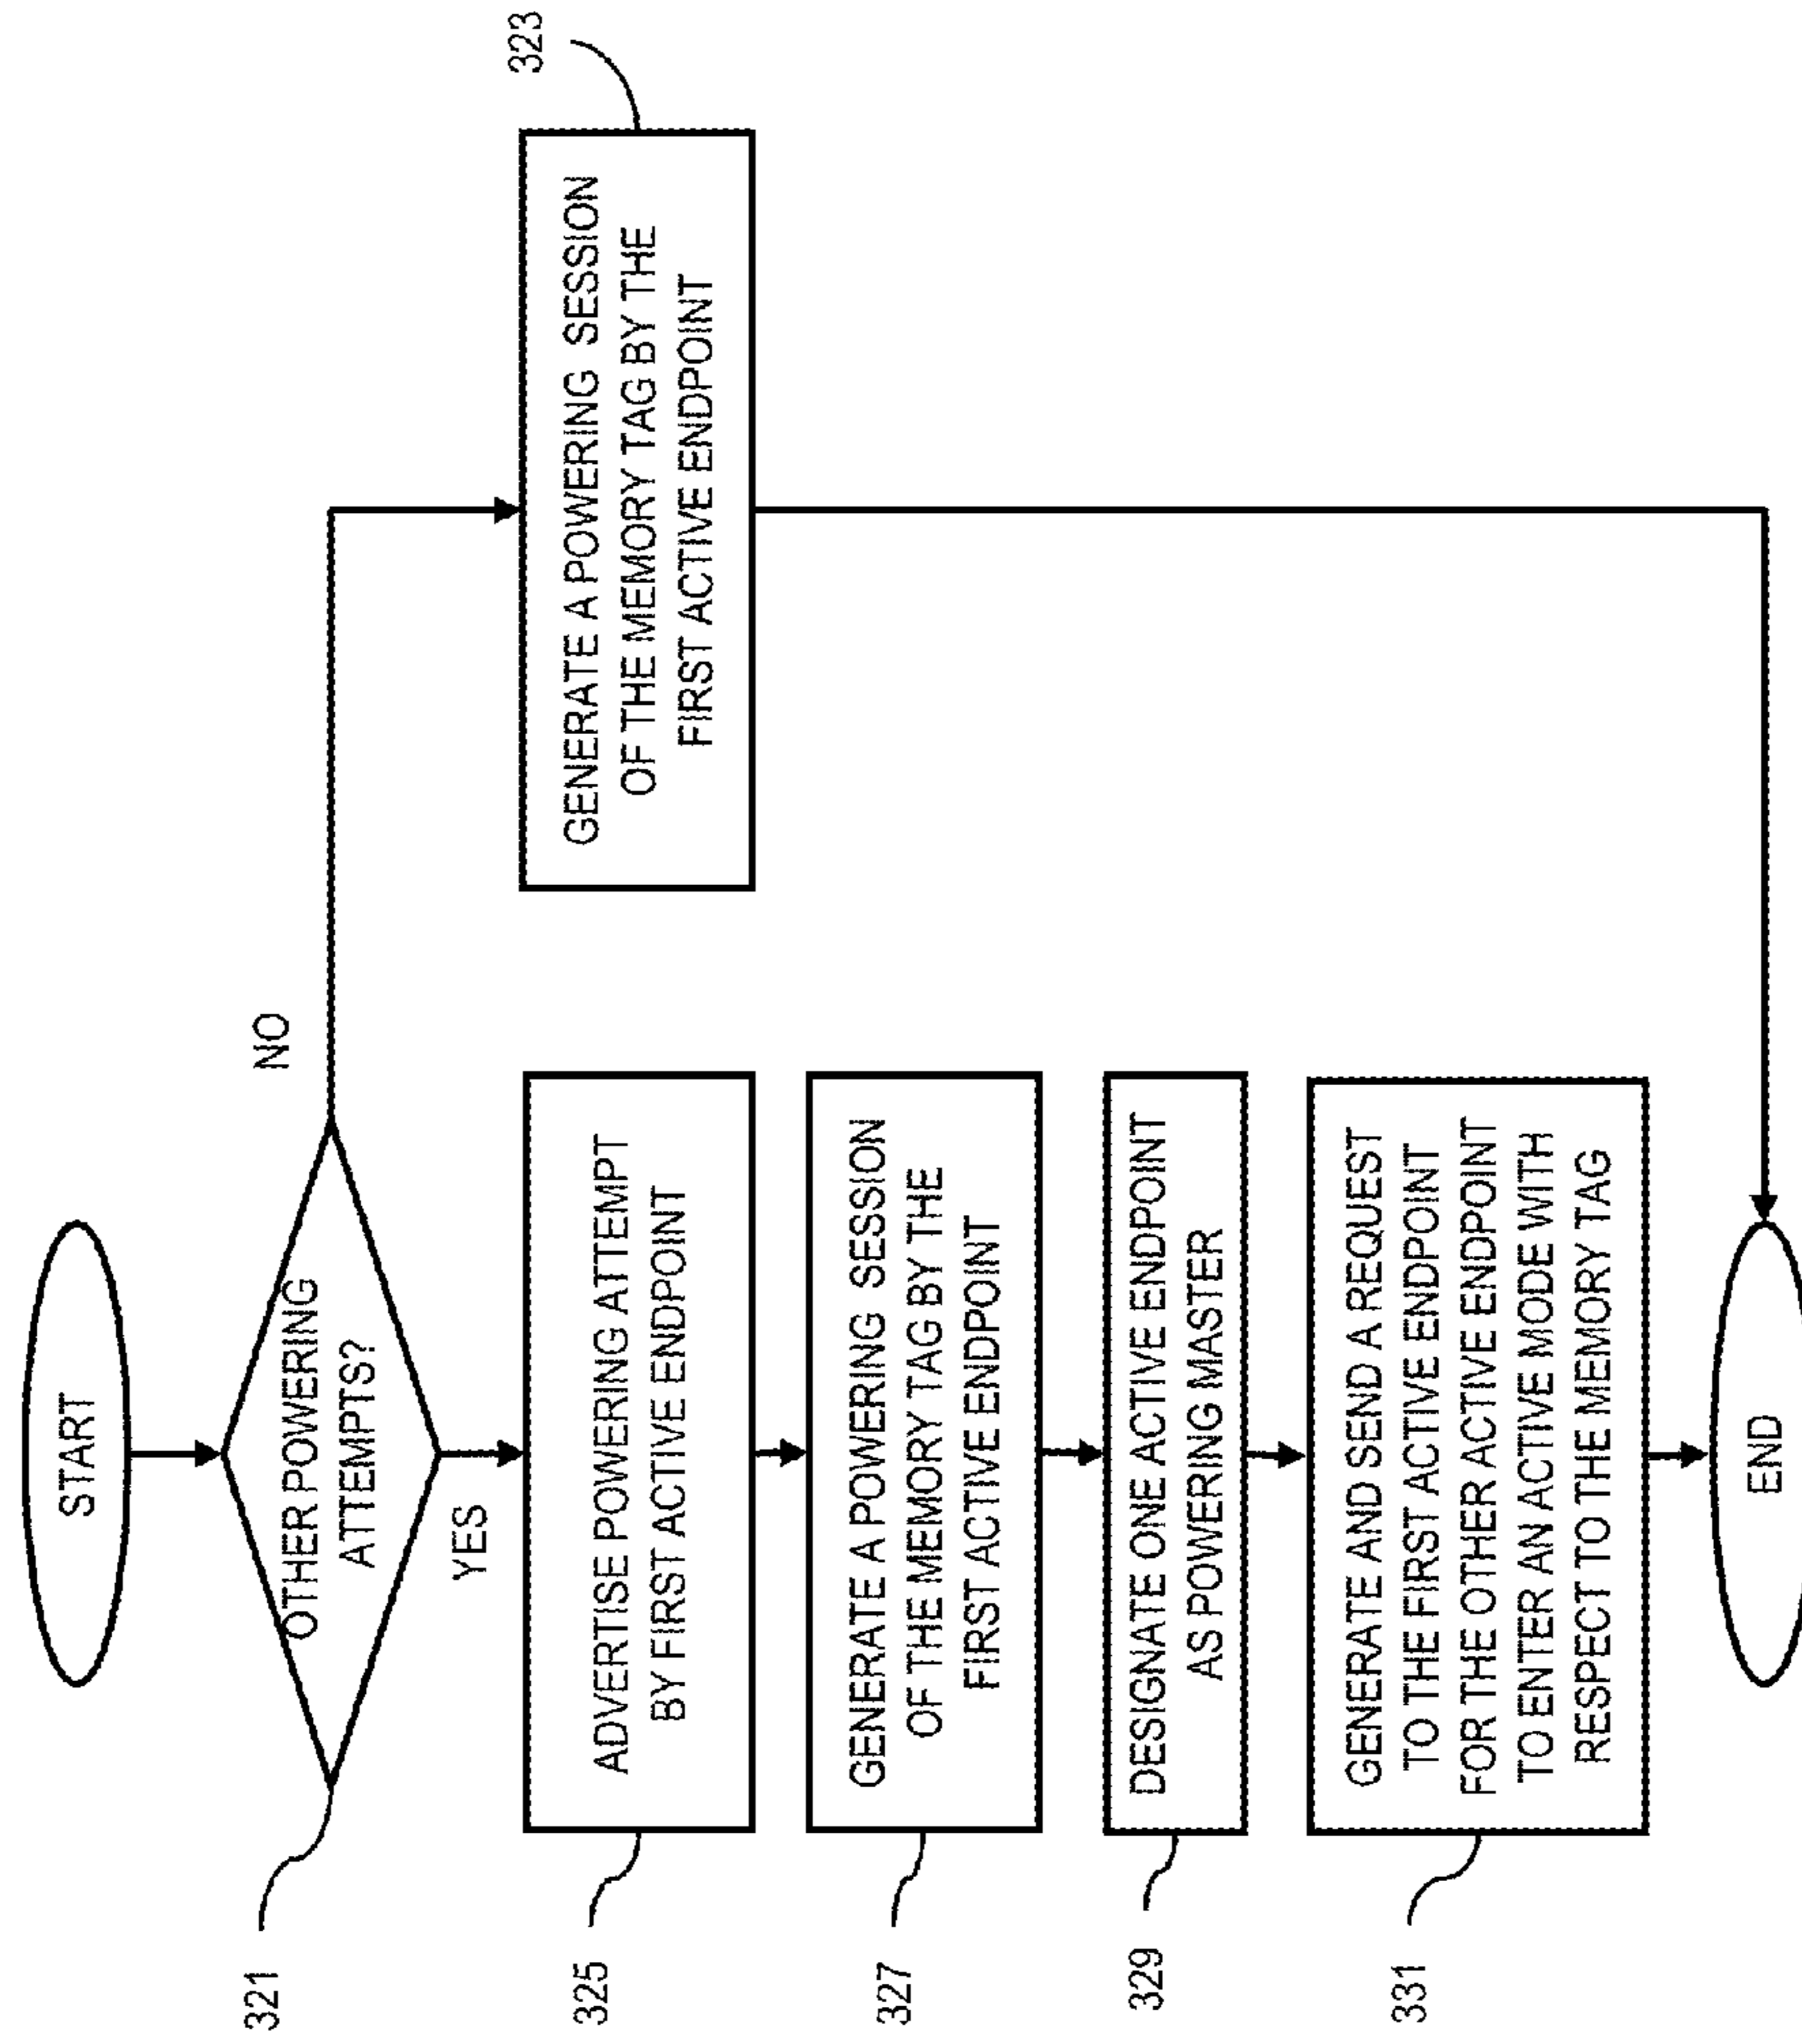 START
OTHER POWERING
ATTEMPTS?
321
NO
YES
GENERATE A POWERING SESSION
OF THE MEMORY TAG BY THE
FIRST ACTIVE ENDPOINT
323
ADVERTISE POWERING ATTEMPT
BY FIRST ACTIVE ENDPOINT
325
GENERATE A POWERING SESSION
OF THE MEMORY TAG BY THE
FIRST ACTIVE ENDPOINT
327
DESIGNATE ONE ACTIVE ENDPOINT
AS POWERING MASTER
329
GENERATE AND SEND A REQUEST
TO THE FIRST ACTIVE ENDPOINT
FOR THE OTHER ACTIVE ENDPOINT
TO ENTER AN ACTIVE MODE WITH
RESPECT TO THE MEMORY TAG
331
END